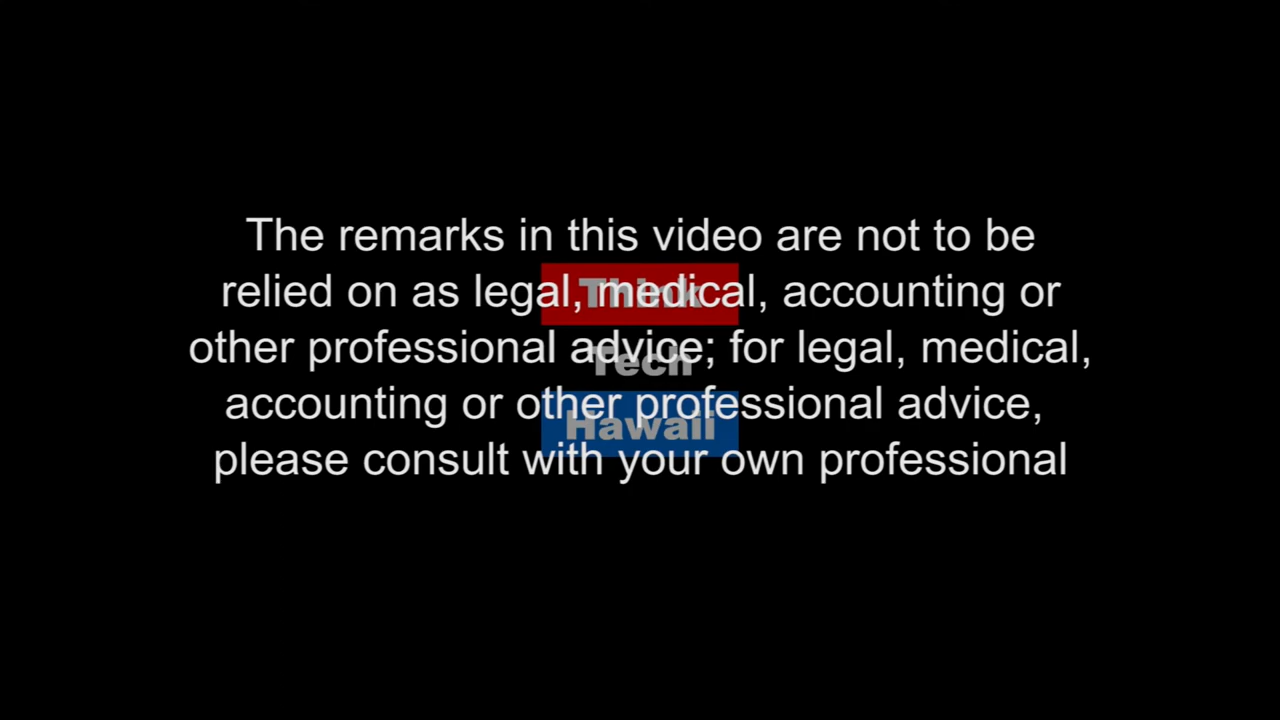 The remarks in this video are not to be
relied on as legal, medical, accounting or
other professional advice; for legal, medical,
accounting or other professional advice,
please consult with your own professional
Think
Tech
Hawaii